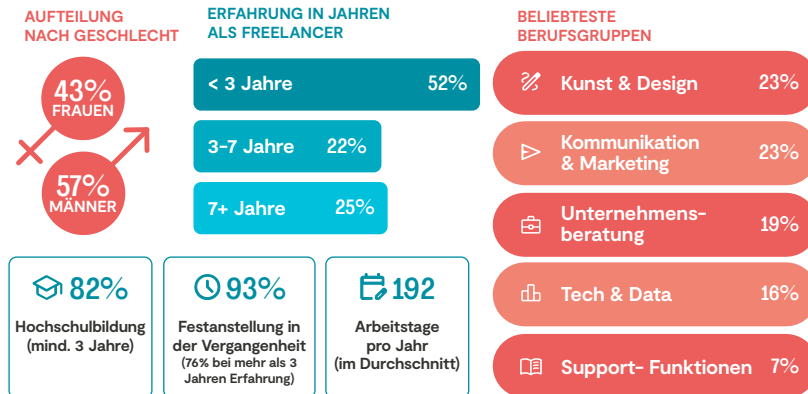 AUFTEILUNG
NACH GESCHLECHT
43%
FRAUEN
57%
MÄNNER
ERFAHRUNG IN JAHREN
ALS FREELANCER
< 3 Jahre 52%
3-7 Jahre 22%
7+ Jahre 25%
82%
Hochschulbildung
(mind. 3 Jahre)
93%
Festanstellung in
der Vergangenheit
(76% bei mehr als 3
Jahren Erfahrung)
192
Arbeitstage
pro Jahr
(im Durchschnitt)
BELIEBTESTE
BERUFSGRUPPEN
Kunst & Design 23%
Kommunikation
& Marketing 23%
Unternehmens-
beratung 19%
Tech & Data 16%
Support- Funktionen 7%